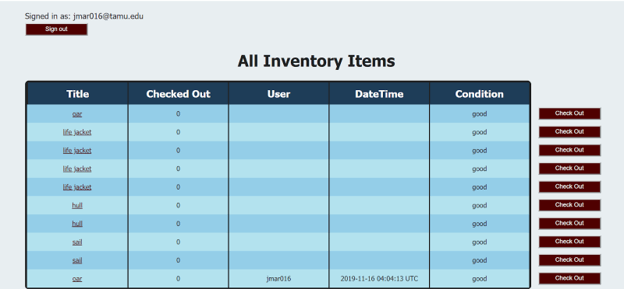 Signed in as: jmar016@tamu.edu
Sign out
All Inventory Items
Title Checked Out User DateTime Condition
oar 0 good Check Out
life jacket 0 good Check Out
life jacket 0 good Check Out
life jacket 0 good Check Out
life jacket 0 good Check Out
hull 0 good Check Out
hull 0 good Check Out
sail 0 good Check Out
sail 0 good Check Out
oar 0 jmar016 2019-11-16 04:04:13 UTC good Check Out